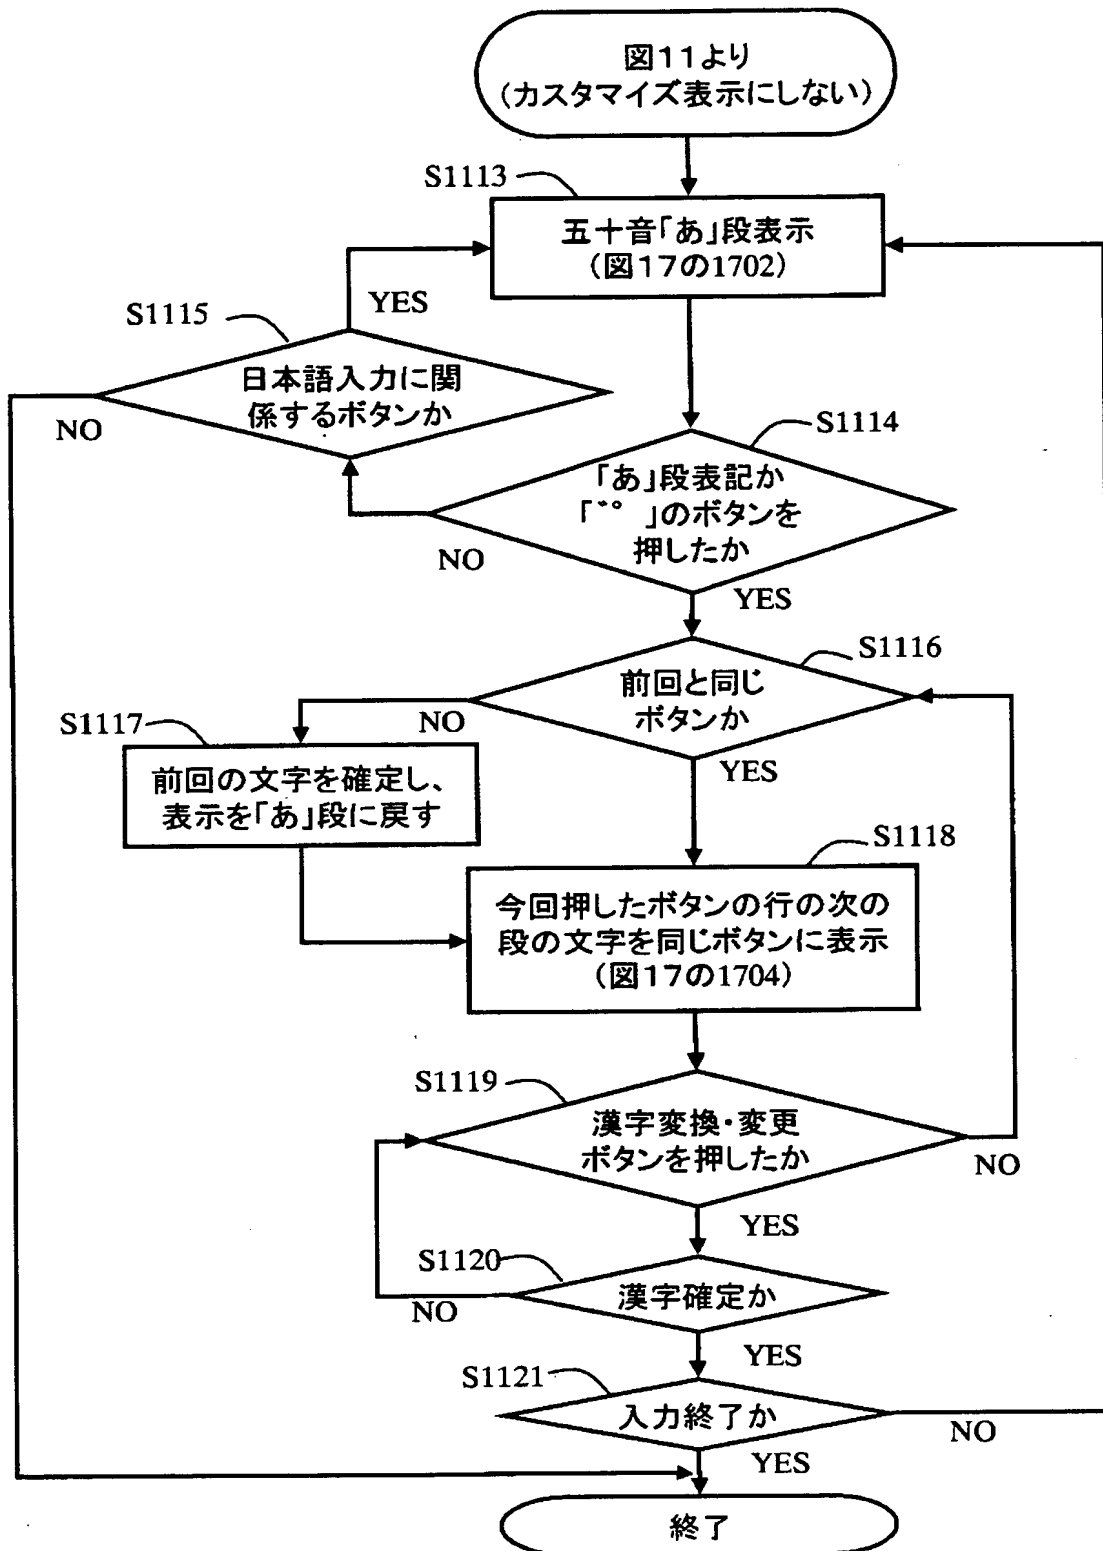 図11より
(カスタマイズ表示にしない)
S1113
五十音「あ」段表示
(図17の1702)
YES
S1115
日本語入力に関
係するボタンか
NO
S1114
「あ」段表記か
「゛゜」のボタンを
押したか
NO
YES
S1116
前回と同じ
ボタンか
NO
YES
S1117
前回の文字を確定し、
表示を「あ」段に戻す
S1118
今回押したボタンの行の次の
段の文字を同じボタンに表示
(図17の1704)
S1119
漢字変換・変更
ボタンを押したか
NO
YES
S1120
漢字確定か
NO
YES
S1121
入力終了か
NO
YES
終了